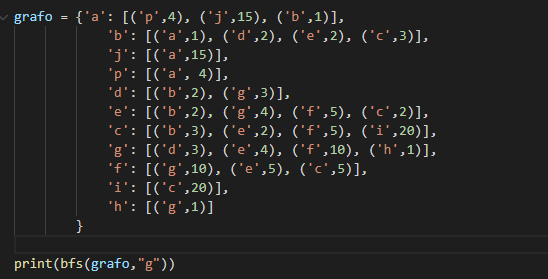 grafo = {'a': [('p',4), ('j',15), ('b',1)],
'b': [('a',1), ('d',2), ('e',2), ('c',3)],
'j': [('a',15)],
'p': [('a', 4)],
'd': [('b',2), ('g',3)],
'e': [('b',2), ('g',4), ('f',5), ('c',2)],
'c': [('b',3), ('e',2), ('f',5), ('i',20)],
'g': [('d',3), ('e',4), ('f',10), ('h',1)],
'f': [('g',10), ('e',5), ('c',5)],
'i': [('c',20)],
'h': [('g',1)]
}
print(bfs(grafo,"g"))